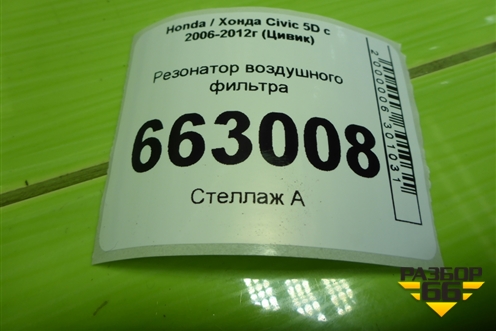 Honda / Хонда Civic 5D с
2006-2012г (Цивик)
Резонатор воздушного
фильтра
663008
Стеллаж А
2000006301031
РАЗБОР
66